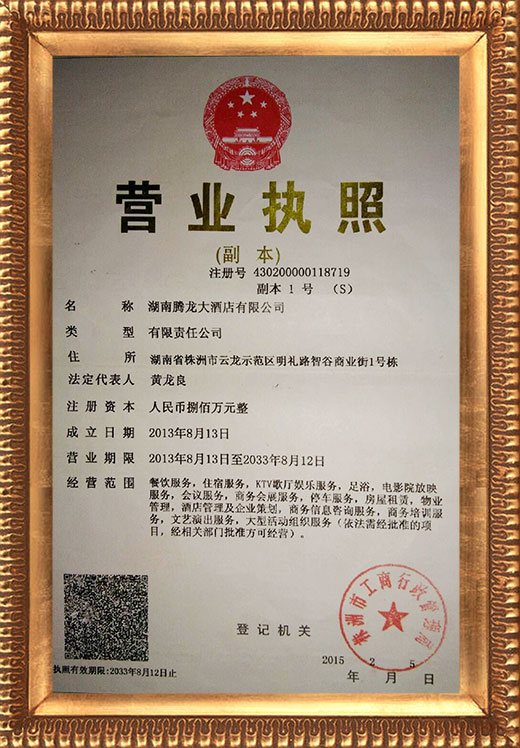 营业执照
(副 本)
注册号 430200000118719
副本 1 号 (S)
名 称 湖南腾龙大酒店有限公司
类 型 有限责任公司
住 所 湖南省株洲市云龙示范区明礼路智谷商业街1号栋
法定代表人 黄龙良
注册资本 人民币捌佰万元整
成立日期 2013年8月13日
营业期限 2013年8月13日至2033年8月12日
经营范围 餐饮服务，住宿服务，KTV歌厅娱乐服务，足浴，电影院放映
服务，会议服务，商务会展服务，停车服务，房屋租赁，物业
管理，酒店管理及企业策划，商务信息咨询服务，商务培训服
务，文艺演出服务，大型活动组织服务（依法需经批准的项
目，经相关部门批准方可经营）。
株洲市工商行政管理局
登记机关
2015 2 5
年 月 日
执照有效期限:2033年8月12日止